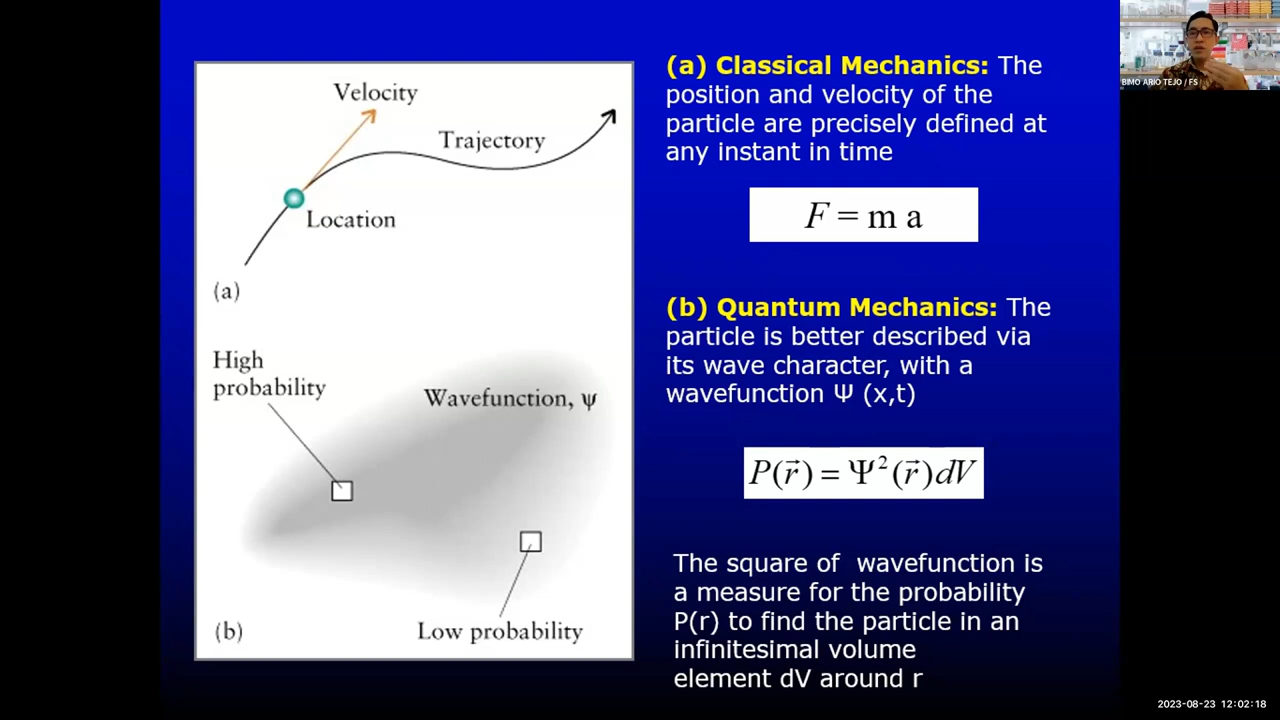 Velocity
Trajectory
Location
(a)
High
probability
Wavefunction, ψ
Low probability
(b)
(a) Classical Mechanics: The
position and velocity of the
particle are precisely defined at
any instant in time
F = m a
(b) Quantum Mechanics: The
particle is better described via
its wave character, with a
wavefunction Ψ (x,t)
P(r⃗) = Ψ²(r⃗)dV
The square of wavefunction is
a measure for the probability
P(r) to find the particle in an
infinitesimal volume
element dV around r
BIMO ARIO TEJO / FS
2023-08-23 12:02:18